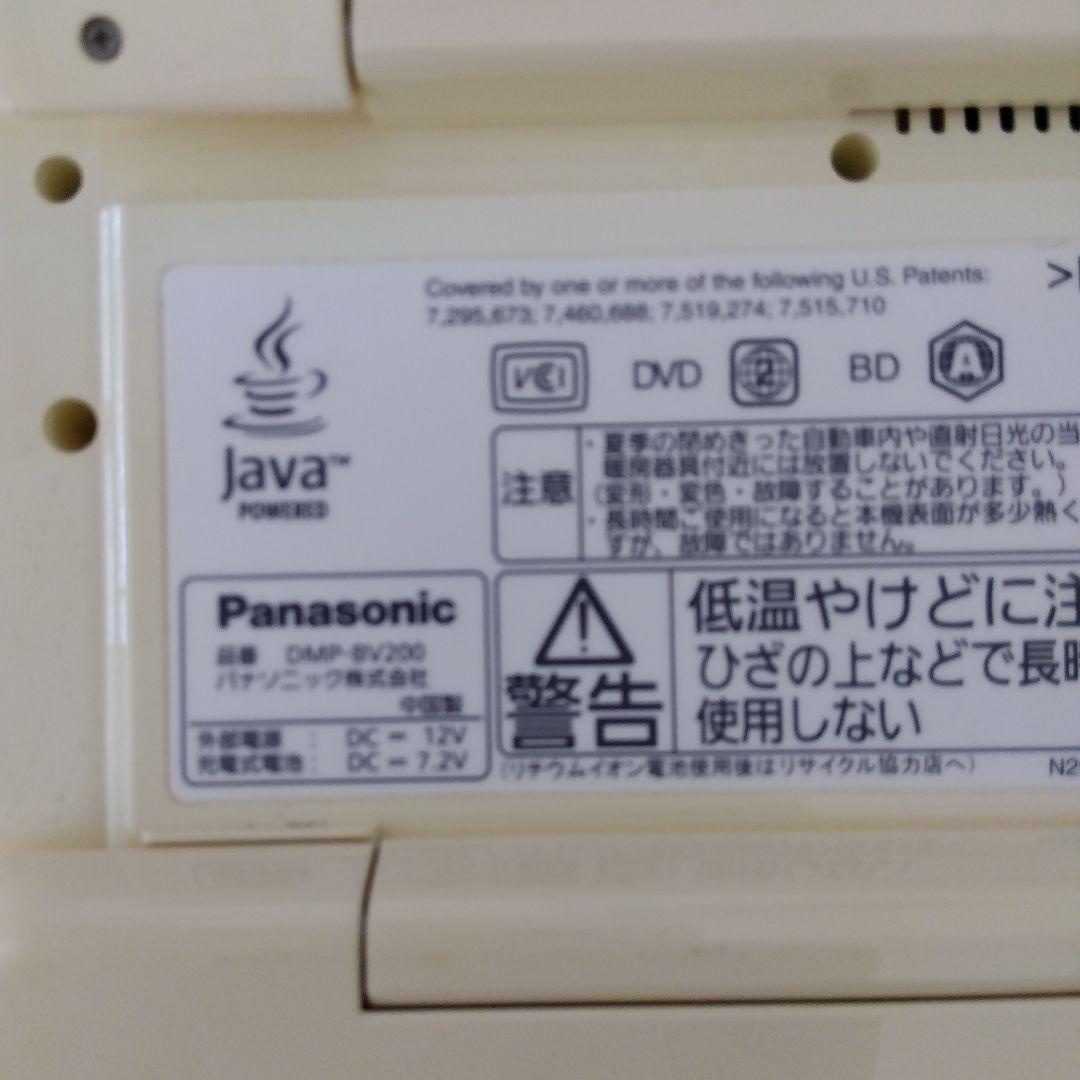 Covered by one or more of the following U.S. Patents:
7,295,673; 7,460,688; 7,519,274; 7,515,710
VCCI
DVD
2
BD
A
Java™
POWERED
注意
・夏季の閉めきった自動車内や直射日光の当
暖房器具付近には放置しないでください。
(変形・変色・故障することがあります。)
・長時間ご使用になると本機表面が多少熱く
すが、故障ではありません。
Panasonic
品番 DMP-BV200
パナソニック株式会社
中国製
外部電源 : DC ⎓ 12V
充電式電池 : DC ⎓ 7.2V
警告
低温やけどに注
ひざの上などで長時
使用しない
(リチウムイオン電池使用後はリサイクル協力店へ)